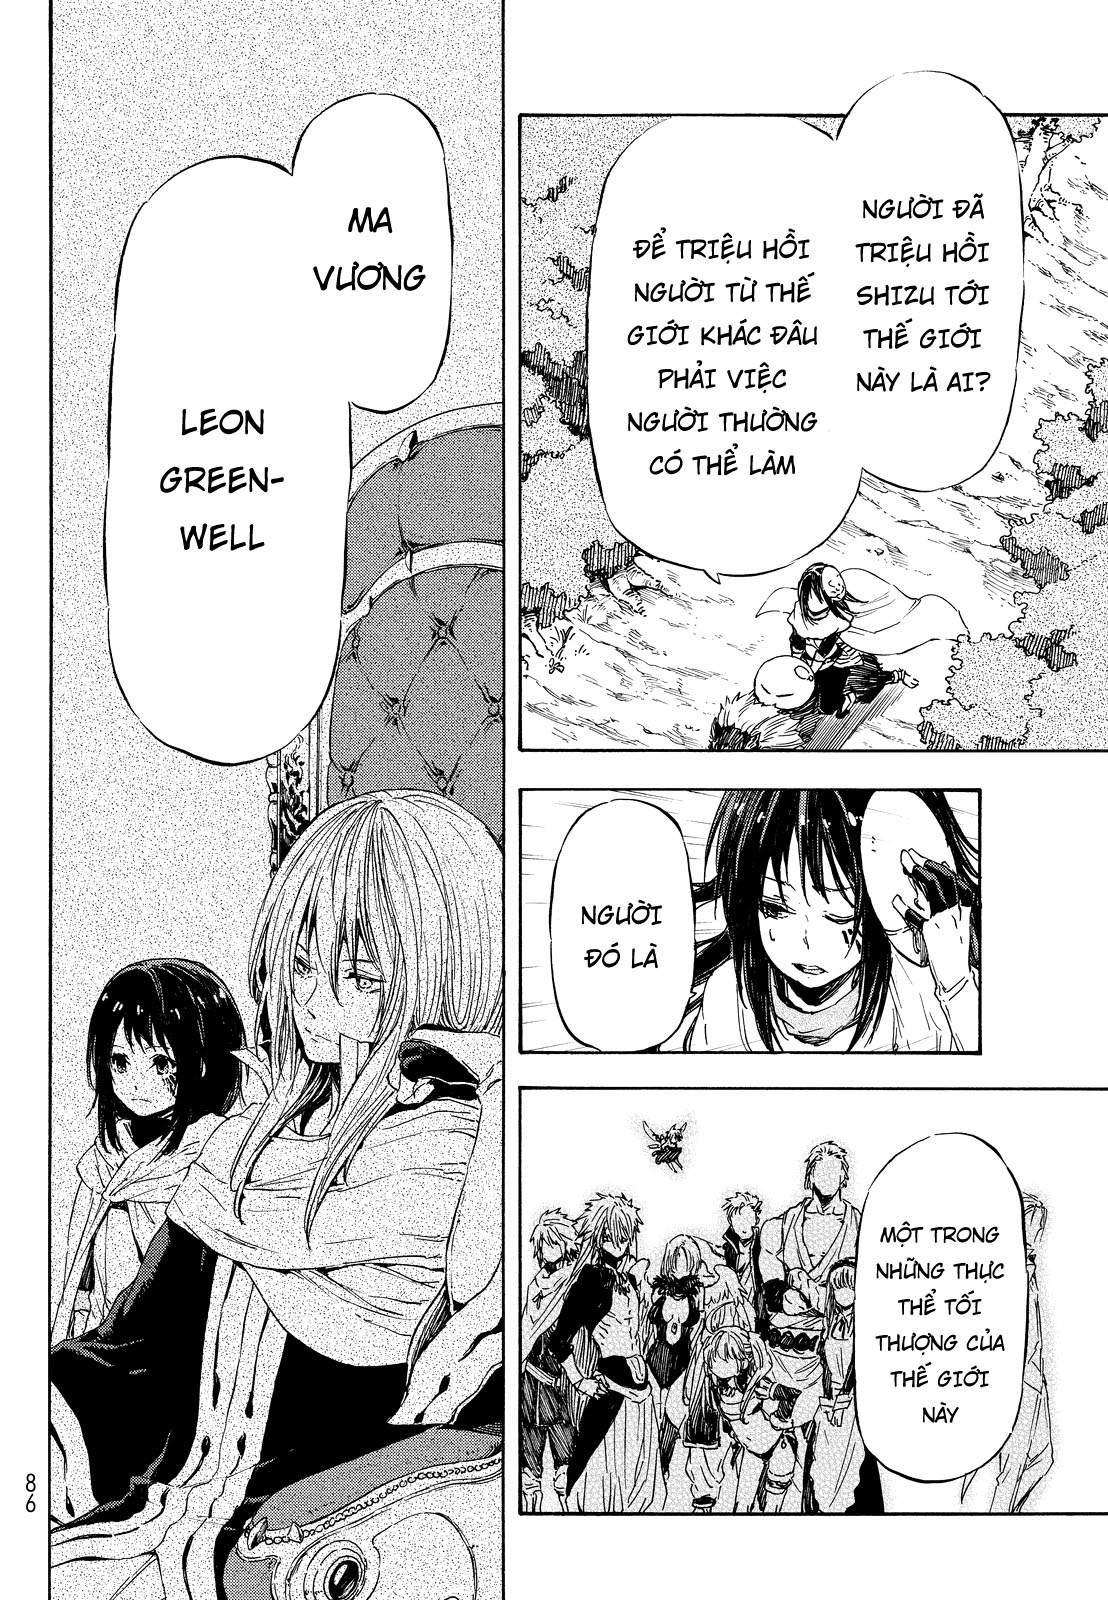 NGƯỜI ĐÃ
TRIỆU HỒI
SHIZU TỚI
THẾ GIỚI
NÀY LÀ AI?
ĐỂ TRIỆU HỒI
NGƯỜI TỪ THẾ
GIỚI KHÁC ĐÂU
PHẢI VIỆC
NGƯỜI THƯỜNG
CÓ THỂ LÀM
NGƯỜI
ĐÓ LÀ
MỘT TRONG
NHỮNG THỰC
THỂ TỐI
THƯỢNG CỦA
THẾ GIỚI
NÀY
MA
VƯƠNG
LEON
GREEN-
WELL
86